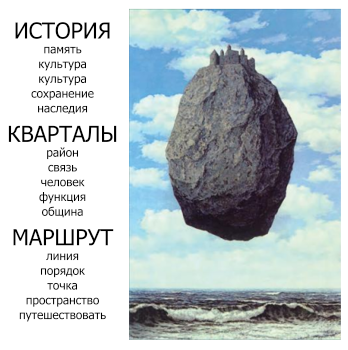 ИСТОРИЯ
память
культура
культура
сохранение
наследия
КВАРТАЛЫ
район
связь
человек
функция
община
МАРШРУТ
линия
порядок
точка
пространство
путешествовать